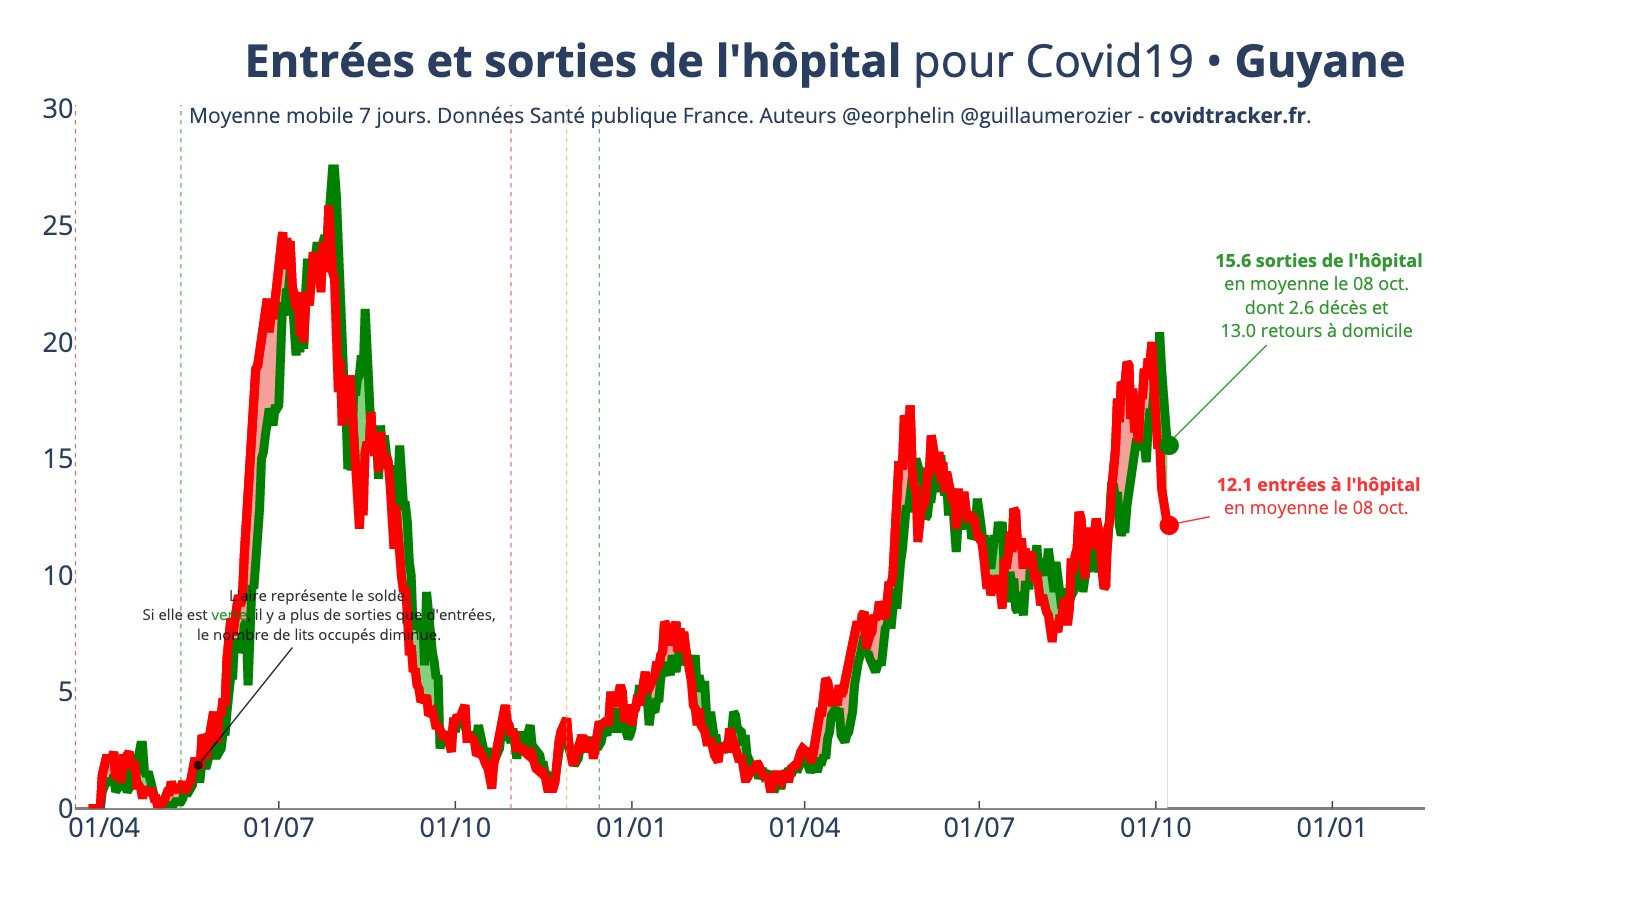 Entrées et sorties de l'hôpital pour Covid19 • Guyane
Moyenne mobile 7 jours. Données Santé publique France. Auteurs @eorphelin @guillaumerozier - covidtracker.fr.
30
25
20
15
10
5
0
15.6 sorties de l'hôpital
en moyenne le 08 oct.
dont 2.6 décès et
13.0 retours à domicile
12.1 entrées à l'hôpital
en moyenne le 08 oct.
L'aire représente le solde.
Si elle est verte, il y a plus de sorties que d'entrées,
le nombre de lits occupés diminue.
01/04 01/07 01/10 01/01 01/04 01/07 01/10 01/01